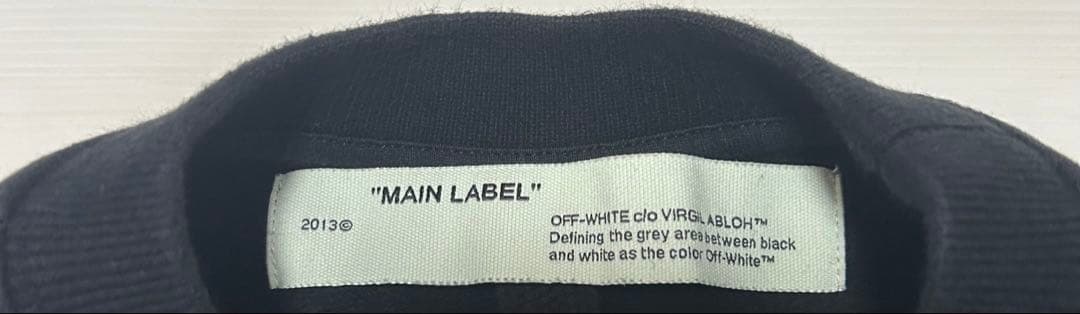 "MAIN LABEL"
2013©
OFF-WHITE c/o VIRGIL ABLOH™
Defining the grey area between black
and white as the color Off-White™